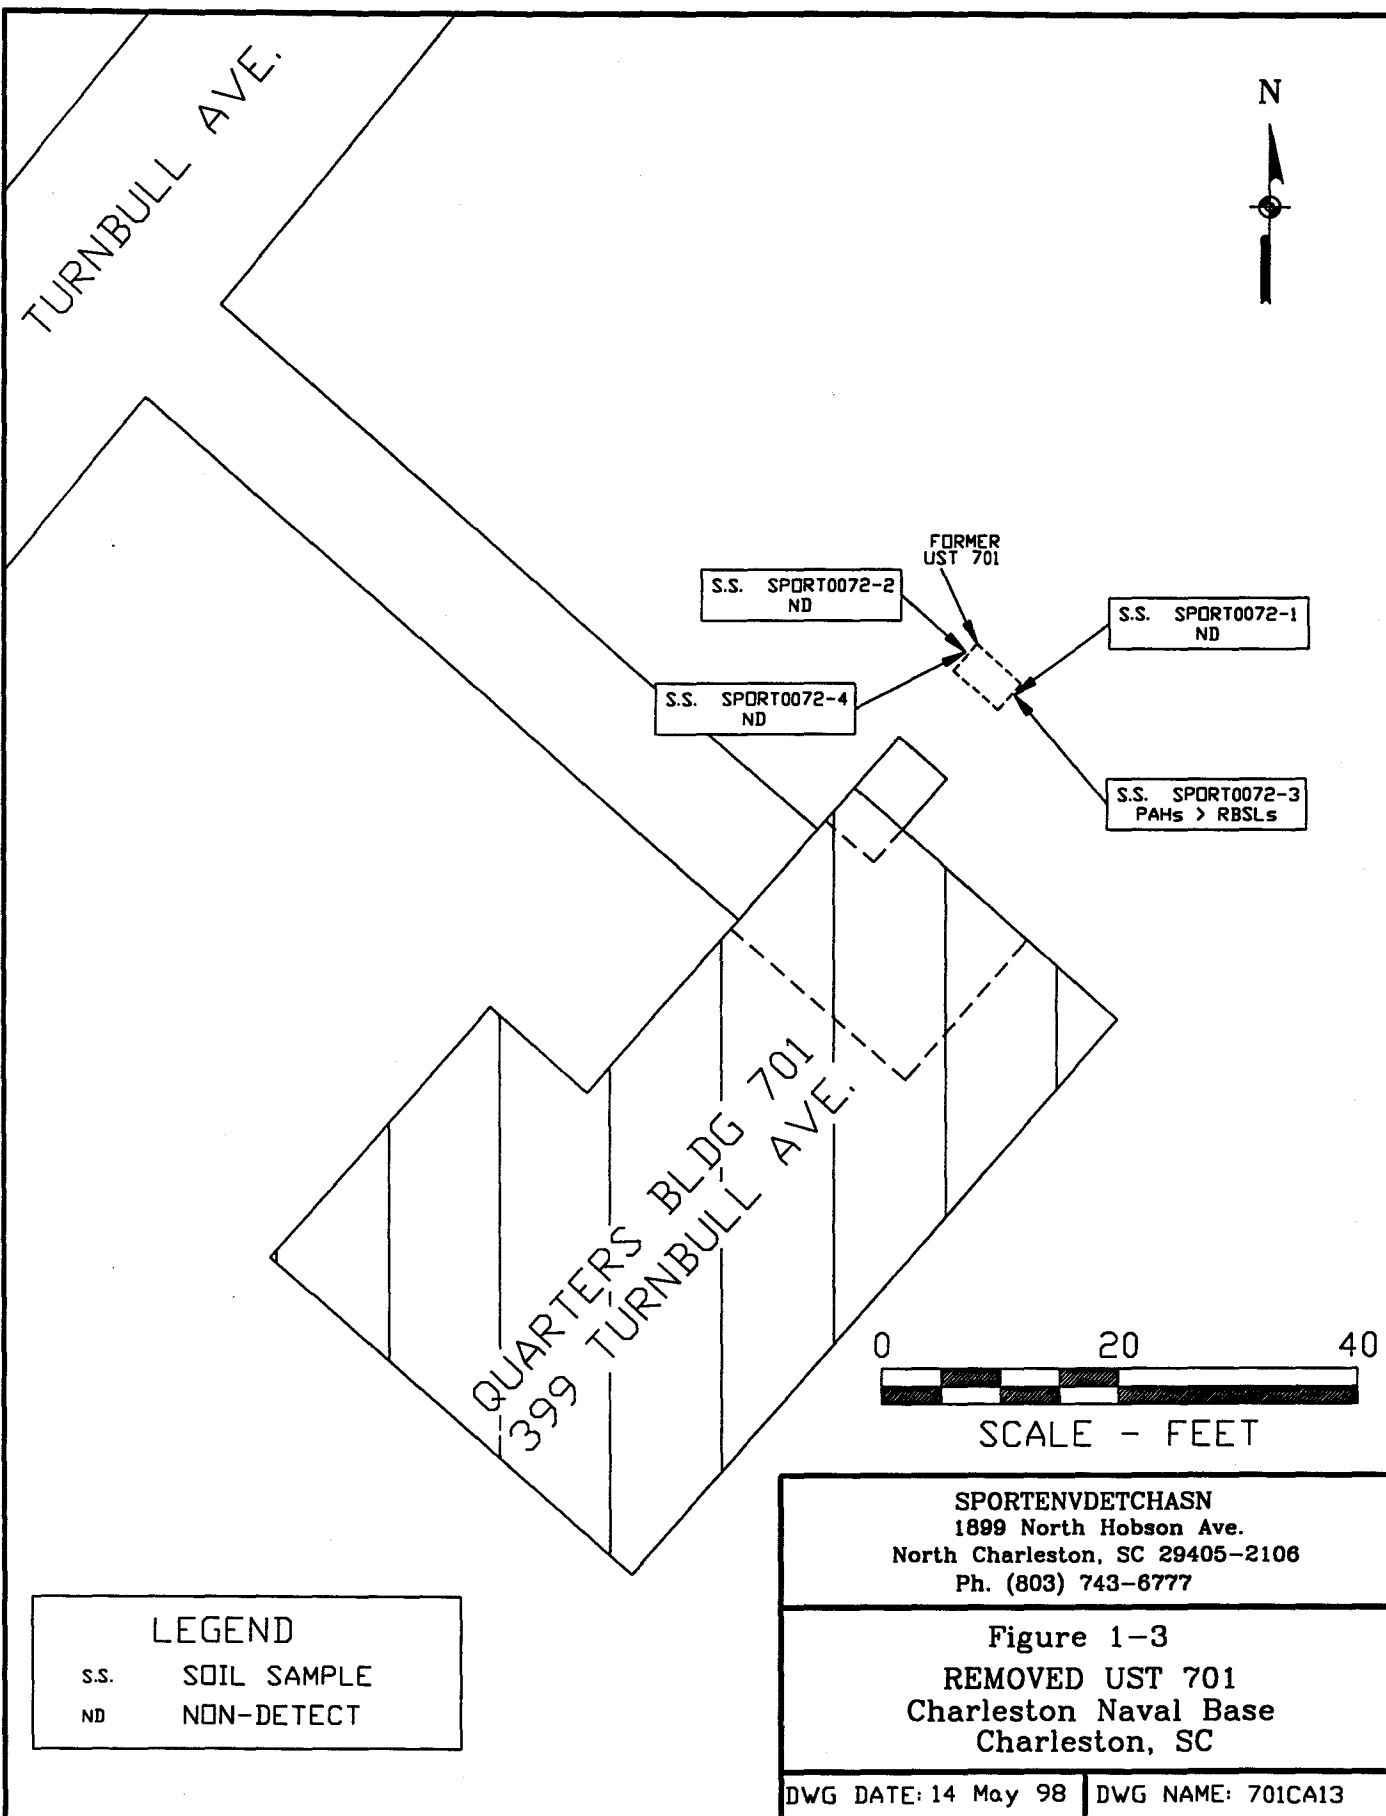 TURNBULL AVE.
N
FORMER
UST 701
S.S. SPORT0072-2
ND
S.S. SPORT0072-1
ND
S.S. SPORT0072-4
ND
S.S. SPORT0072-3
PAHs > RBSLs
QUARTERS BLDG 701
399 TURNBULL AVE.
0 20 40
SCALE - FEET
SPORTENVDETCHASN
1899 North Hobson Ave.
North Charleston, SC 29405-2106
Ph. (803) 743-6777
LEGEND
S.S. SOIL SAMPLE
ND NON-DETECT
Figure 1-3
REMOVED UST 701
Charleston Naval Base
Charleston, SC
DWG DATE: 14 May 98
DWG NAME: 701CA13